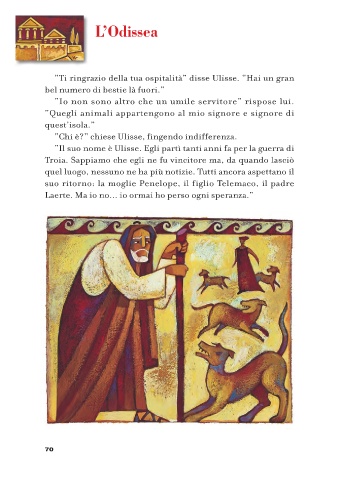 L'Odissea
"Ti ringrazio della tua ospitalità" disse Ulisse. "Hai un gran
bel numero di bestie là fuori."
"Io non sono altro che un umile servitore" rispose lui.
"Quegli animali appartengono al mio signore e signore di
quest'isola."
"Chi è?" chiese Ulisse, fingendo indifferenza.
"Il suo nome è Ulisse. Egli partì tanti anni fa per la guerra di
Troia. Sappiamo che egli ne fu vincitore ma, da quando lasciò
quel luogo, nessuno ne ha più notizie. Tutti ancora aspettano il
suo ritorno: la moglie Penelope, il figlio Telemaco, il padre
Laerte. Ma io no... io ormai ho perso ogni speranza."
70